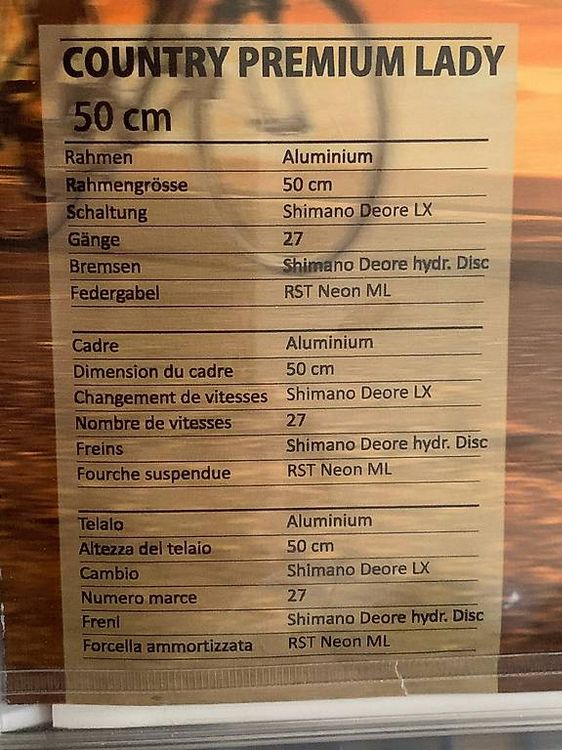 COUNTRY PREMIUM LADY
50 cm
Rahmen Aluminium
Rahmengrösse 50 cm
Schaltung Shimano Deore LX
Gänge 27
Bremsen Shimano Deore hydr. Disc
Federgabel RST Neon ML
Cadre Aluminium
Dimension du cadre 50 cm
Changement de vitesses Shimano Deore LX
Nombre de vitesses 27
Freins Shimano Deore hydr. Disc
Fourche suspendue RST Neon ML
Telaio Aluminium
Altezza del telaio 50 cm
Cambio Shimano Deore LX
Numero marce 27
Freni Shimano Deore hydr. Disc
Forcella ammortizzata RST Neon ML